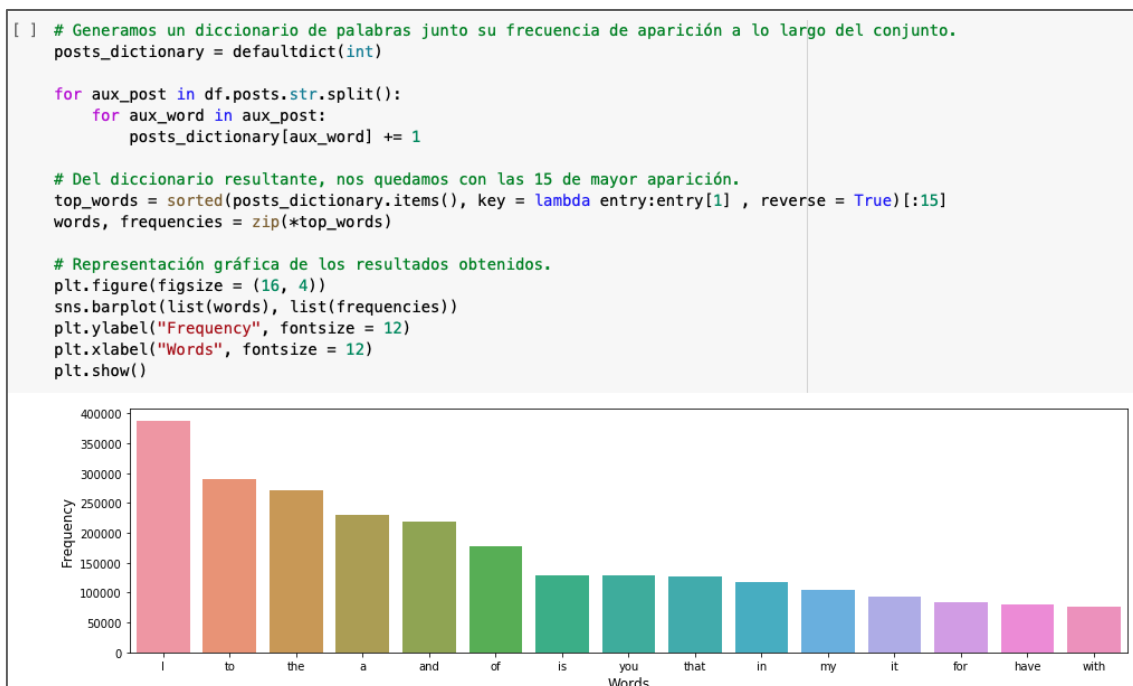 [ ] # Generamos un diccionario de palabras junto su frecuencia de aparición a lo largo del conjunto.
posts_dictionary = defaultdict(int)
for aux_post in df.posts.str.split():
for aux_word in aux_post:
posts_dictionary[aux_word] += 1
# Del diccionario resultante, nos quedamos con las 15 de mayor aparición.
top_words = sorted(posts_dictionary.items(), key = lambda entry:entry[1] , reverse = True)[:15]
words, frequencies = zip(*top_words)
# Representación gráfica de los resultados obtenidos.
plt.figure(figsize = (16, 4))
sns.barplot(list(words), list(frequencies))
plt.ylabel("Frequency", fontsize = 12)
plt.xlabel("Words", fontsize = 12)
plt.show()
400000
350000
300000
250000
200000
150000
100000
50000
0
Frequency
I to the a and of is you that in my it for have with
Words